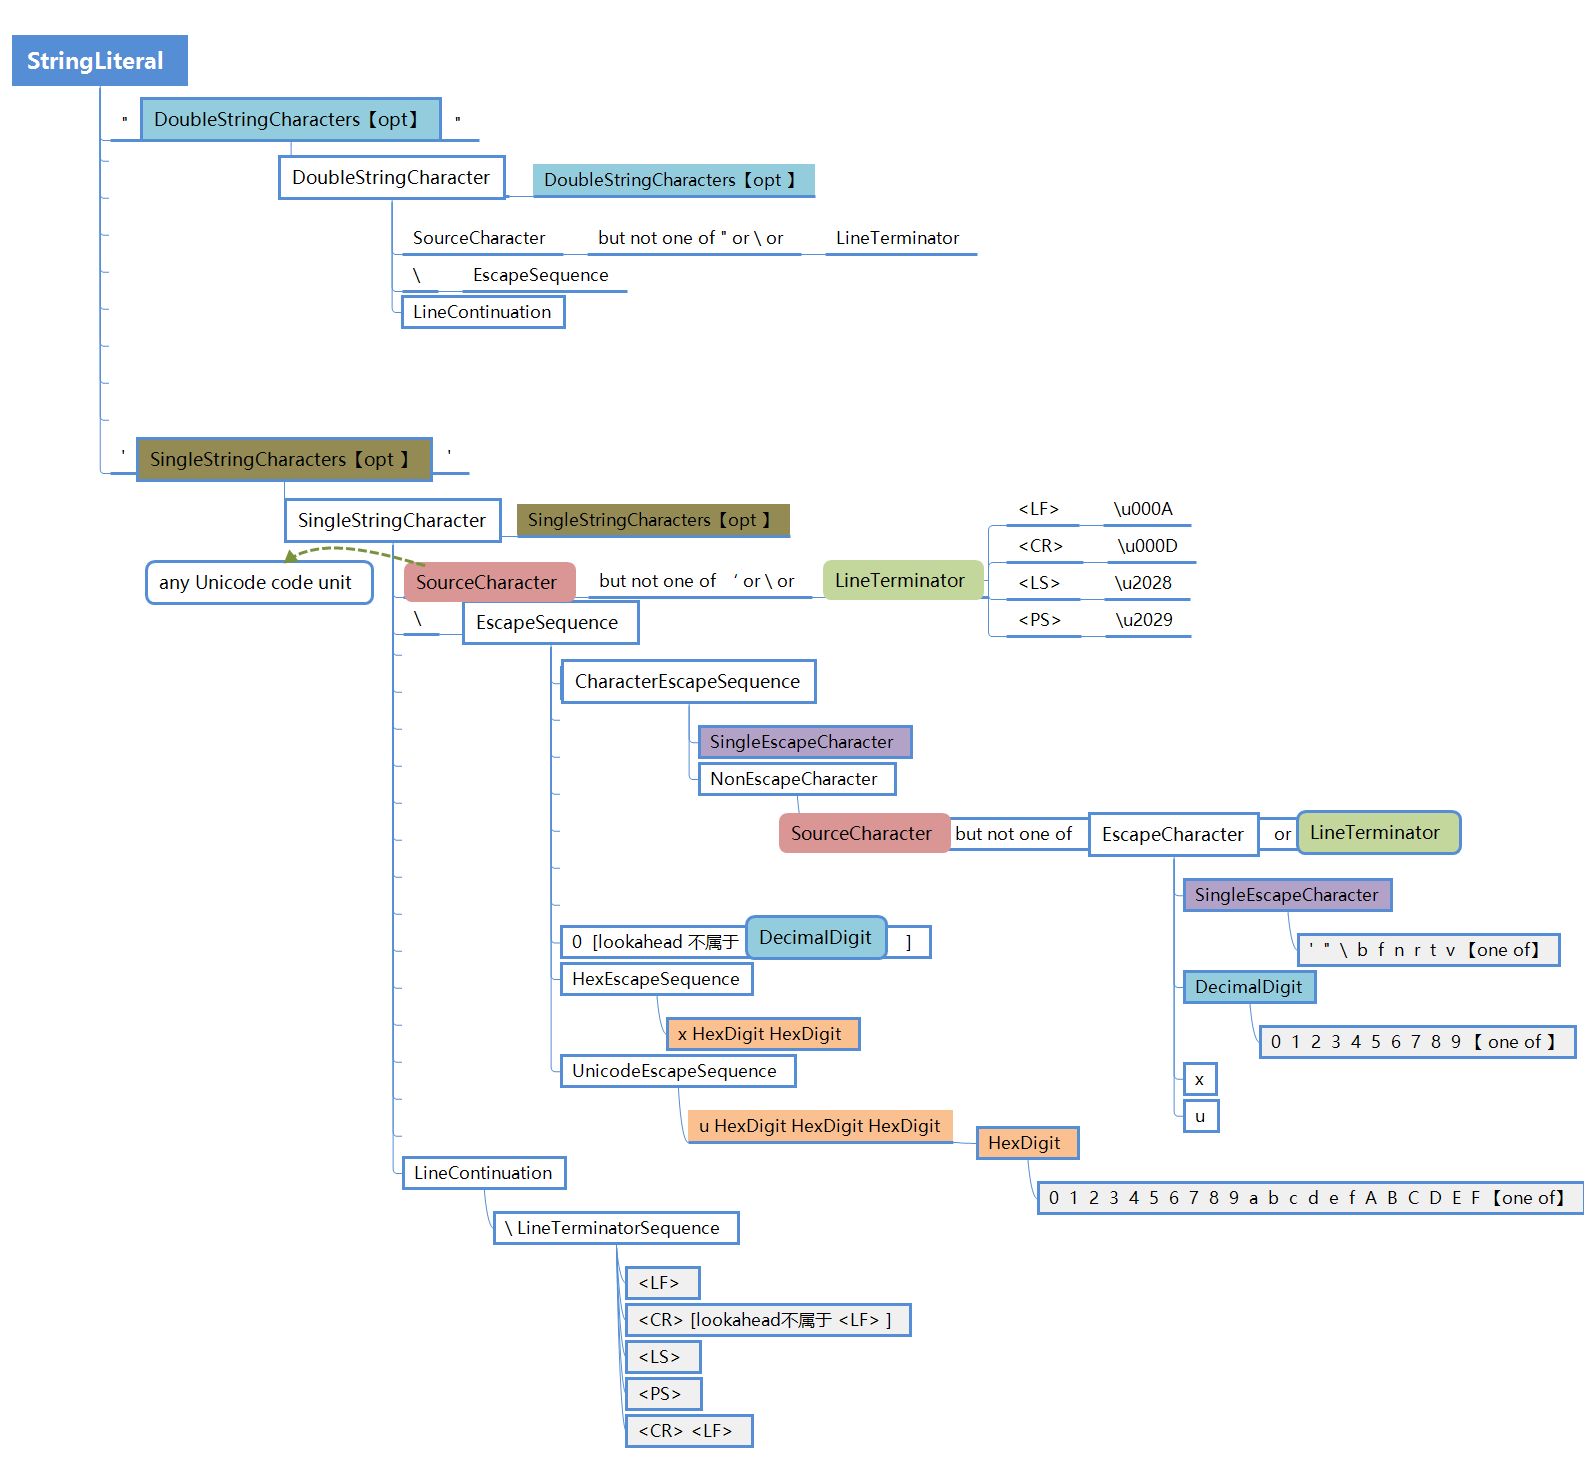 StringLiteral
" DoubleStringCharacters【opt】 "
DoubleStringCharacter DoubleStringCharacters【opt 】
SourceCharacter but not one of " or \ or LineTerminator
\ EscapeSequence
LineContinuation
' SingleStringCharacters【opt 】 '
SingleStringCharacter SingleStringCharacters【opt 】
<LF> \u000A
<CR> \u000D
any Unicode code unit SourceCharacter but not one of ‘ or \ or LineTerminator <LS> \u2028
<PS> \u2029
\ EscapeSequence
CharacterEscapeSequence
SingleEscapeCharacter
NonEscapeCharacter
SourceCharacter but not one of EscapeCharacter or LineTerminator
SingleEscapeCharacter
' " \ b f n r t v【one of】
0 [lookahead 不属于 DecimalDigit ]
HexEscapeSequence
DecimalDigit
x HexDigit HexDigit
0 1 2 3 4 5 6 7 8 9【 one of 】
UnicodeEscapeSequence
x
u
u HexDigit HexDigit HexDigit HexDigit
LineContinuation
0 1 2 3 4 5 6 7 8 9 a b c d e f A B C D E F【one of】
\ LineTerminatorSequence
<LF>
<CR> [lookahead不属于 <LF> ]
<LS>
<PS>
<CR> <LF>